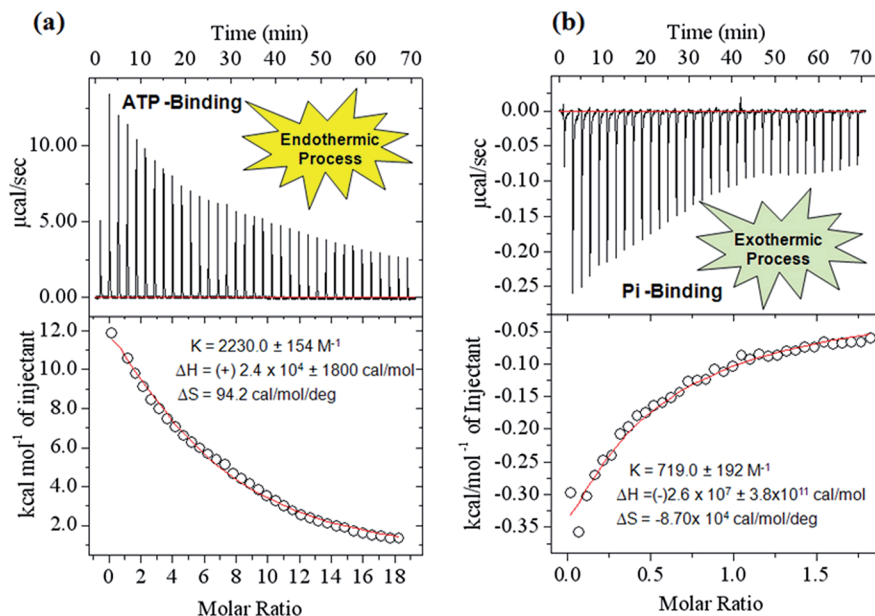 (a)
Time (min)
0 10 20 30 40 50 60 70
ATP -Binding
Endothermic
Process
10.00
5.00
0.00
µcal/sec
12.0
10.0
8.0
6.0
4.0
2.0
kcal mol⁻¹ of injectant
K = 2230.0 ± 154 M⁻¹
ΔH = (+) 2.4 x 10⁴ ± 1800 cal/mol
ΔS = 94.2 cal/mol/deg
0 2 4 6 8 10 12 14 16 18
Molar Ratio
(b)
Time (min)
0 10 20 30 40 50 60 70
0.00
-0.05
-0.10
-0.15
-0.20
-0.25
µcal/sec
Exothermic
Process
Pi -Binding
-0.05
-0.10
-0.15
-0.20
-0.25
-0.30
-0.35
kcal/mol⁻¹ of Injectant
K = 719.0 ± 192 M⁻¹
ΔH =(-)2.6 x 10⁷ ± 3.8x10¹¹ cal/mol
ΔS = -8.70x 10⁴ cal/mol/deg
0.0 0.5 1.0 1.5
Molar Ratio